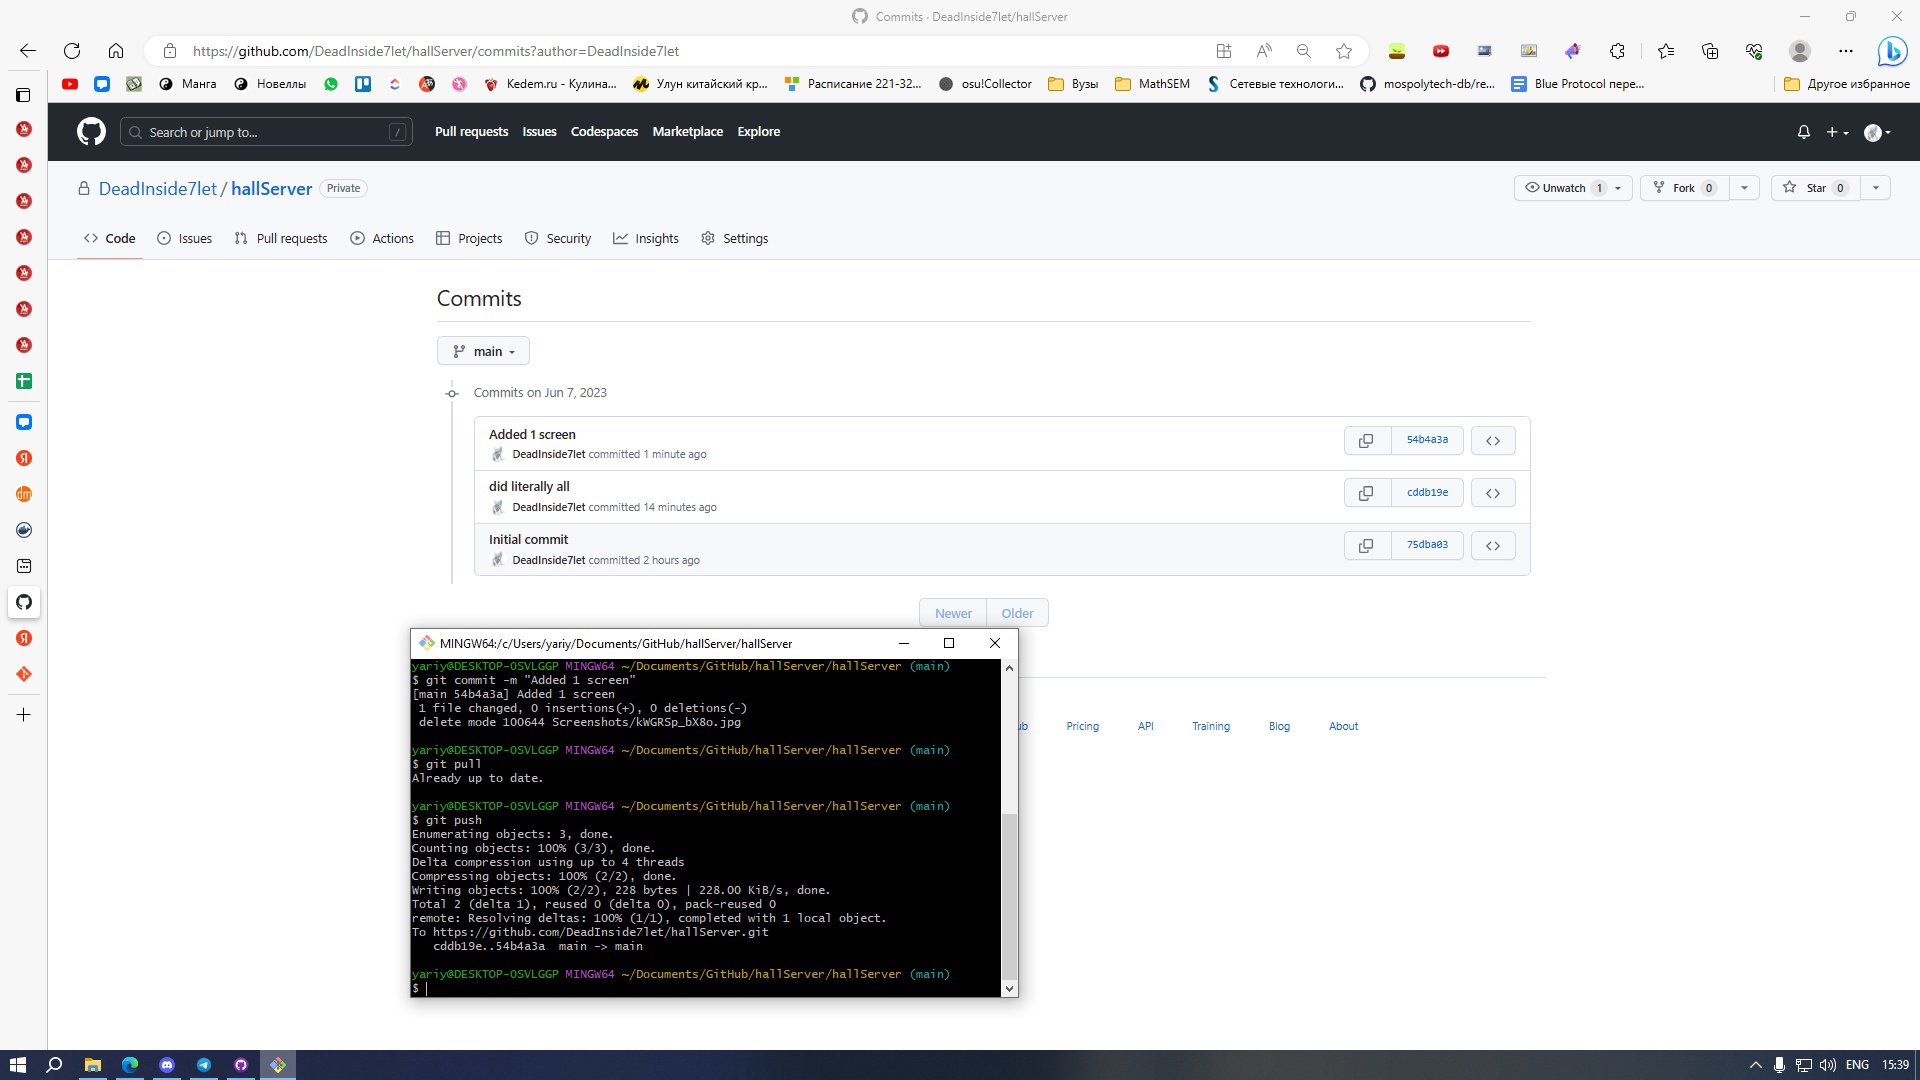 Commits · DeadInside7let/hallServer
https://github.com/DeadInside7let/hallServer/commits?author=DeadInside7let
Манга
Новеллы
Kedem.ru - Кулина...
Улун китайский кр...
Расписание 221-32...
osu!Collector
Вузы
MathSEM
Сетевые технологи...
mospolytech-db/re...
Blue Protocol пере...
Другое избранное
Search or jump to... /
Pull requests Issues Codespaces Marketplace Explore
DeadInside7let / hallServer Private
Unwatch 1
Fork 0
Star 0
Code Issues Pull requests Actions Projects Security Insights Settings
Commits
main
Commits on Jun 7, 2023
Added 1 screen
DeadInside7let committed 1 minute ago
54b4a3a
did literally all
DeadInside7let committed 14 minutes ago
cddb19e
Initial commit
DeadInside7let committed 2 hours ago
75dba03
Newer Older
MINGW64:/c/Users/yariy/Documents/GitHub/hallServer/hallServer
yariy@DESKTOP-OSVLGGP MINGW64 ~/Documents/GitHub/hallServer/hallServer (main)
$ git commit -m "Added 1 screen"
[main 54b4a3a] Added 1 screen
1 file changed, 0 insertions(+), 0 deletions(-)
delete mode 100644 Screenshots/kWGRSp_bX8o.jpg
yariy@DESKTOP-OSVLGGP MINGW64 ~/Documents/GitHub/hallServer/hallServer (main)
$ git pull
Already up to date.
yariy@DESKTOP-OSVLGGP MINGW64 ~/Documents/GitHub/hallServer/hallServer (main)
$ git push
Enumerating objects: 3, done.
Counting objects: 100% (3/3), done.
Delta compression using up to 4 threads
Compressing objects: 100% (2/2), done.
Writing objects: 100% (2/2), 228 bytes | 228.00 KiB/s, done.
Total 2 (delta 1), reused 0 (delta 0), pack-reused 0
remote: Resolving deltas: 100% (1/1), completed with 1 local object.
To https://github.com/DeadInside7let/hallServer.git
cddb19e..54b4a3a main -> main
yariy@DESKTOP-OSVLGGP MINGW64 ~/Documents/GitHub/hallServer/hallServer (main)
$
ub Pricing API Training Blog About
ENG 15:39